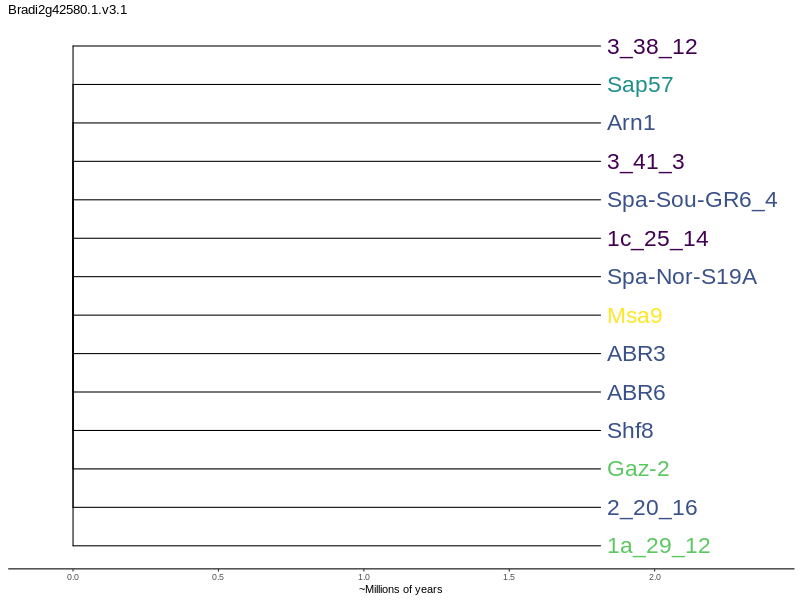 Bradi2g42580.1.v3.1
3_38_12
Sap57
Arn1
3_41_3
Spa-Sou-GR6_4
1c_25_14
Spa-Nor-S19A
Msa9
ABR3
ABR6
Shf8
Gaz-2
2_20_16
1a_29_12
0.0 0.5 1.0 1.5 2.0
~Millions of years